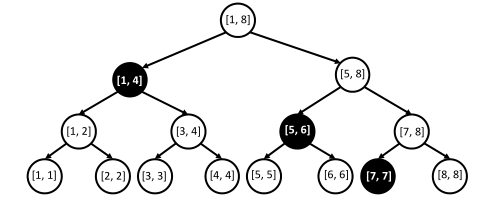 [1, 8]
[1, 4] [5, 8]
[1, 2] [3, 4] [5, 6] [7, 8]
[1, 1] [2, 2] [3, 3] [4, 4] [5, 5] [6, 6] [7, 7] [8, 8]